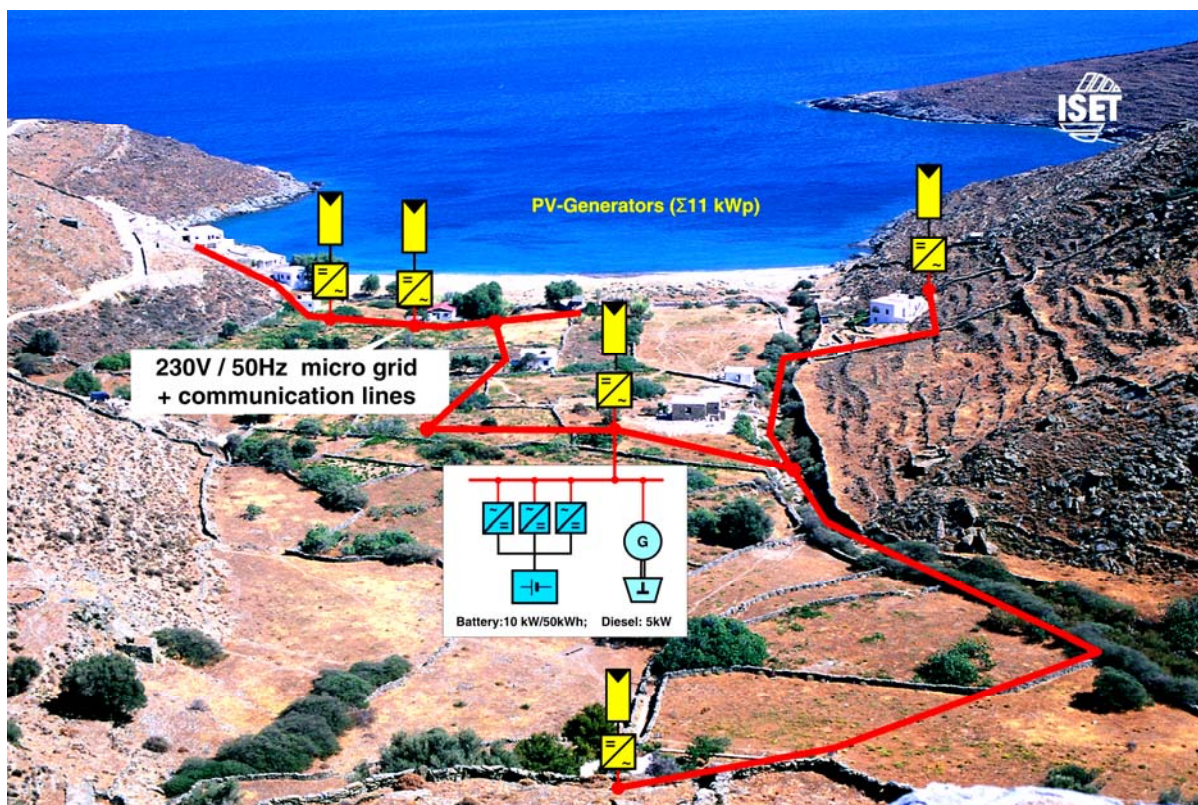 ISET
PV-Generators (Σ11 kWp)
=
~
=
~
=
~
230V / 50Hz micro grid
+ communication lines
=
~
~
=
~
=
~
=
G
Battery:10 kW/50kWh; Diesel: 5kW
=
~